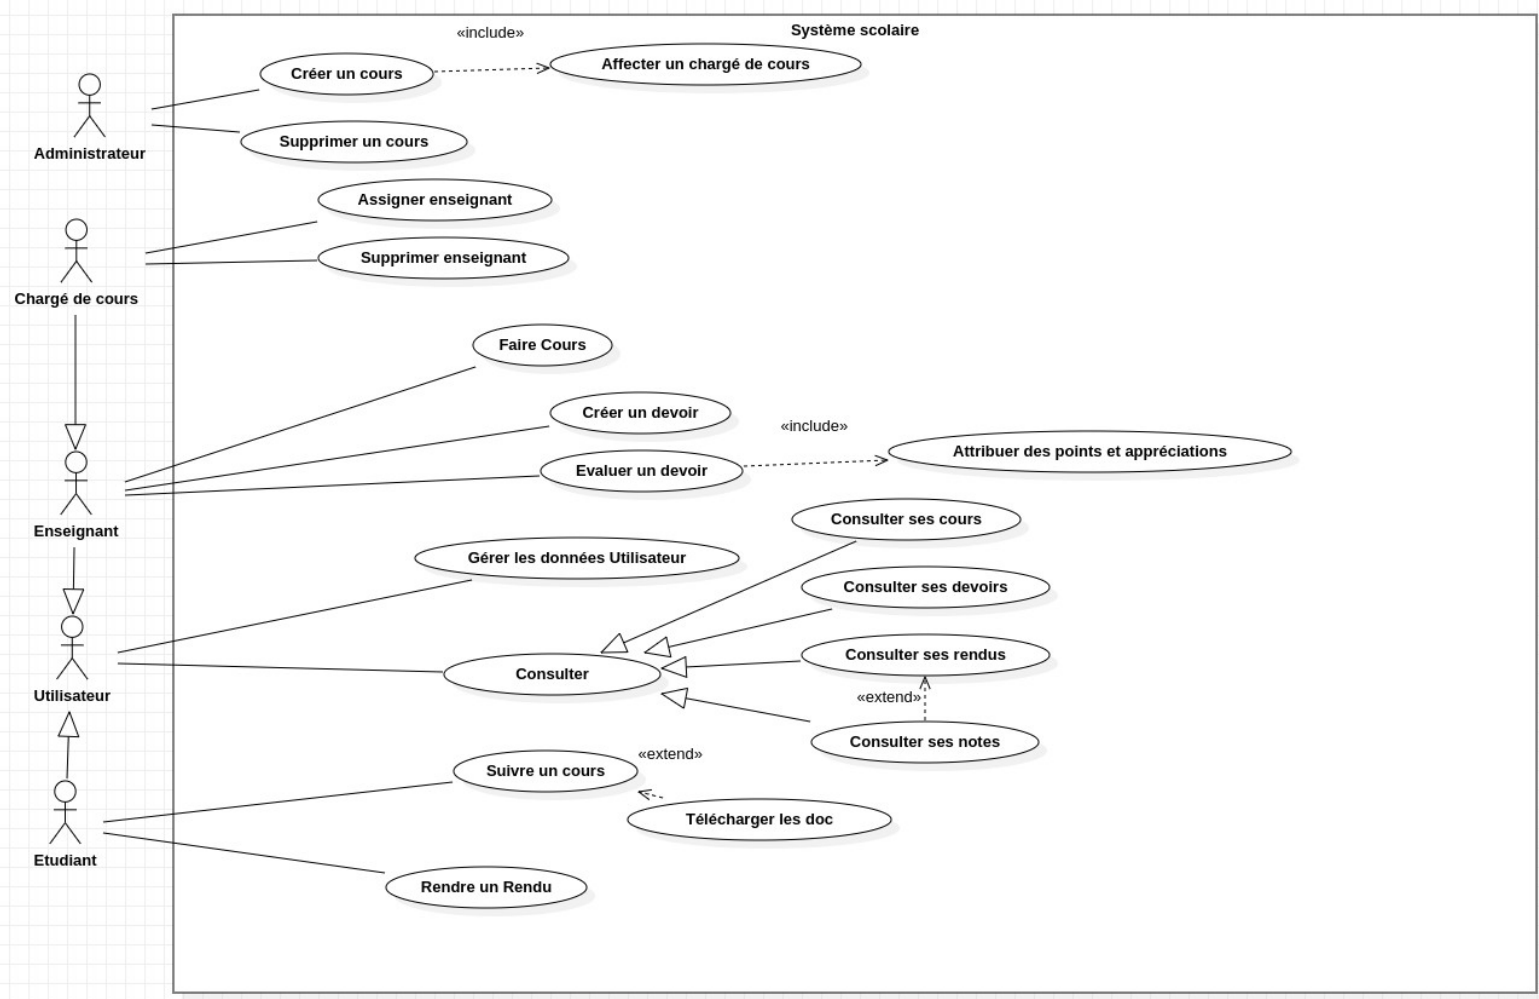 Système scolaire
«include»
Créer un cours
Affecter un chargé de cours
Administrateur
Supprimer un cours
Assigner enseignant
Supprimer enseignant
Chargé de cours
Faire Cours
Créer un devoir
«include»
Evaluer un devoir
Attribuer des points et appréciations
Enseignant
Consulter ses cours
Gérer les données Utilisateur
Consulter ses devoirs
Consulter ses rendus
Consulter
Utilisateur
«extend»
Consulter ses notes
«extend»
Suivre un cours
Télécharger les doc
Etudiant
Rendre un Rendu